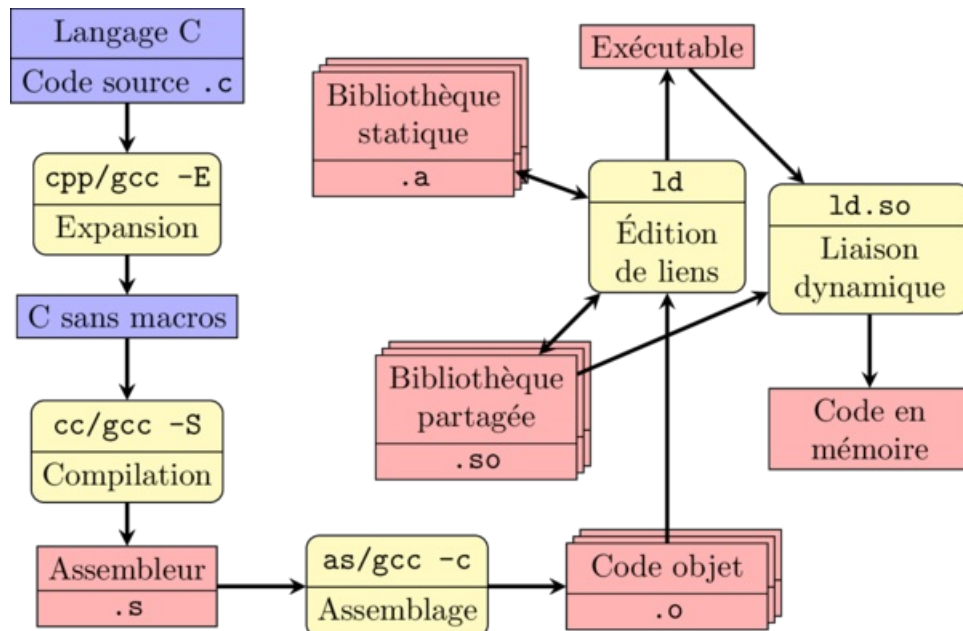 Langage C
Code source .c
cpp/gcc -E
Expansion
C sans macros
cc/gcc -S
Compilation
Assembleur
.s
as/gcc -c
Assemblage
Code objet
.o
Bibliothèque
statique
.a
Bibliothèque
partagée
.so
ld
Édition
de liens
Exécutable
ld.so
Liaison
dynamique
Code en
mémoire